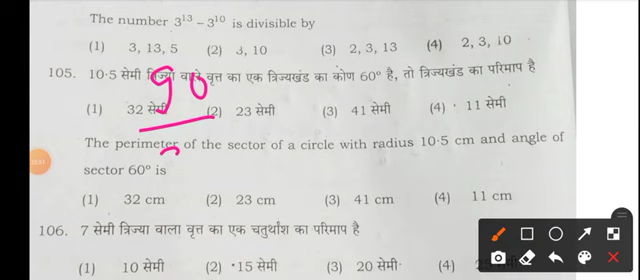 The number 3¹³ – 3¹⁰ is divisible by
(1) 3, 13, 5 (2) 3, 10 (3) 2, 3, 13 (4) 2, 3, 10
105. 10·5 सेमी त्रिज्या वाले वृत्त का एक त्रिज्यखंड का कोण 60° है, तो त्रिज्यखंड का परिमाप है
90
(1) 32 सेमी (2) 23 सेमी (3) 41 सेमी (4) 11 सेमी
The perimeter of the sector of a circle with radius 10·5 cm and angle of
sector 60° is
(1) 32 cm (2) 23 cm (3) 41 cm (4) 11 cm
106. 7 सेमी त्रिज्या वाला वृत्त का एक चतुर्थांश का परिमाप है
(1) 10 सेमी (2) 15 सेमी (3) 20 सेमी (4)